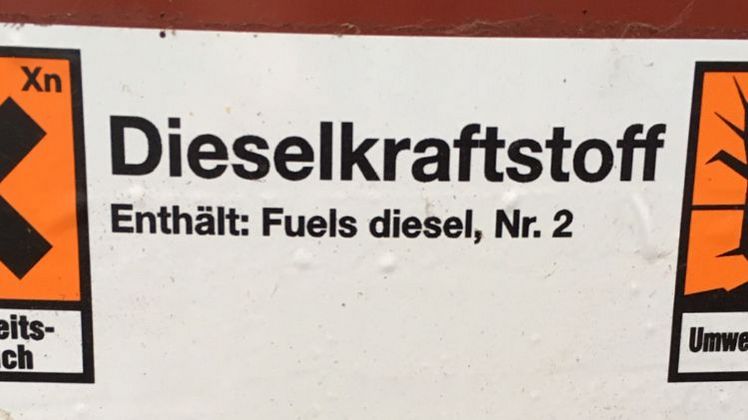 Xn
Dieselkraftstoff
Enthält: Fuels diesel, Nr. 2